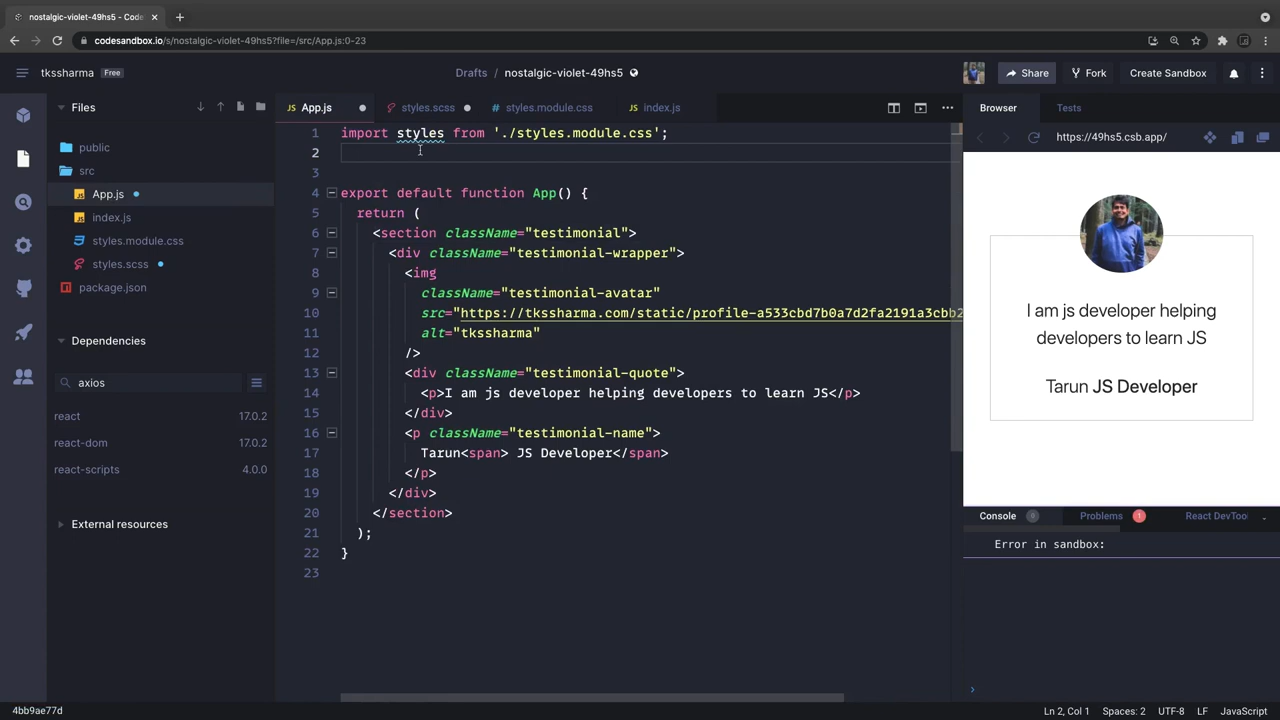 nostalgic-violet-49hs5 - Code
codesandbox.io/s/nostalgic-violet-49hs5?file=/src/App.js:0-23
tkssharma Free
Drafts / nostalgic-violet-49hs5
Share
Fork
Create Sandbox
Files
public
src
App.js
index.js
styles.module.css
styles.scss
package.json
Dependencies
axios
react 17.0.2
react-dom 17.0.2
react-scripts 4.0.0
External resources
App.js
styles.scss
styles.module.css
index.js
1 import styles from './styles.module.css';
2
3
4 export default function App() {
5 return (
6 <section className="testimonial">
7 <div className="testimonial-wrapper">
8 <img
9 className="testimonial-avatar"
10 src="https://tkssharma.com/static/profile-a533cbd7b0a7d2fa2191a3cbb2
11 alt="tkssharma"
12 />
13 <div className="testimonial-quote">
14 <p>I am js developer helping developers to learn JS</p>
15 </div>
16 <p className="testimonial-name">
17 Tarun<span> JS Developer</span>
18 </p>
19 </div>
20 </section>
21 );
22 }
23
Browser
Tests
https://49hs5.csb.app/
I am js developer helping
developers to learn JS
Tarun JS Developer
Console 0
Problems 1
React DevToo
Error in sandbox:
4bb9ae77d
Ln 2, Col 1
Spaces: 2
UTF-8
LF
JavaScript